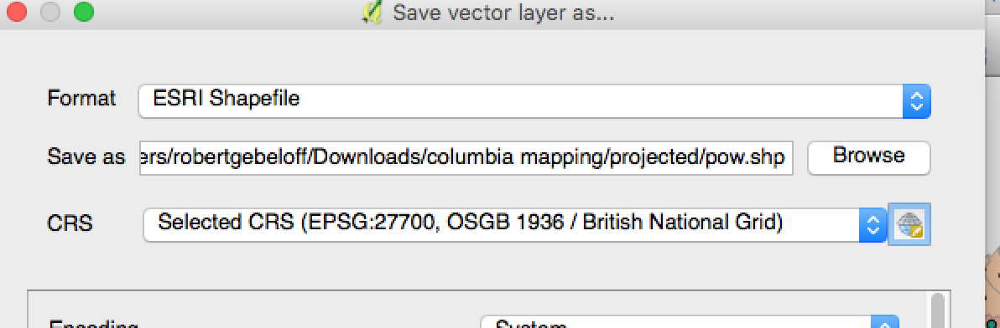 Save vector layer as...
Format ESRI Shapefile
Save as ers/robertgebeloff/Downloads/columbia mapping/projected/pow.shp Browse
CRS Selected CRS (EPSG:27700, OSGB 1936 / British National Grid)
Encoding System